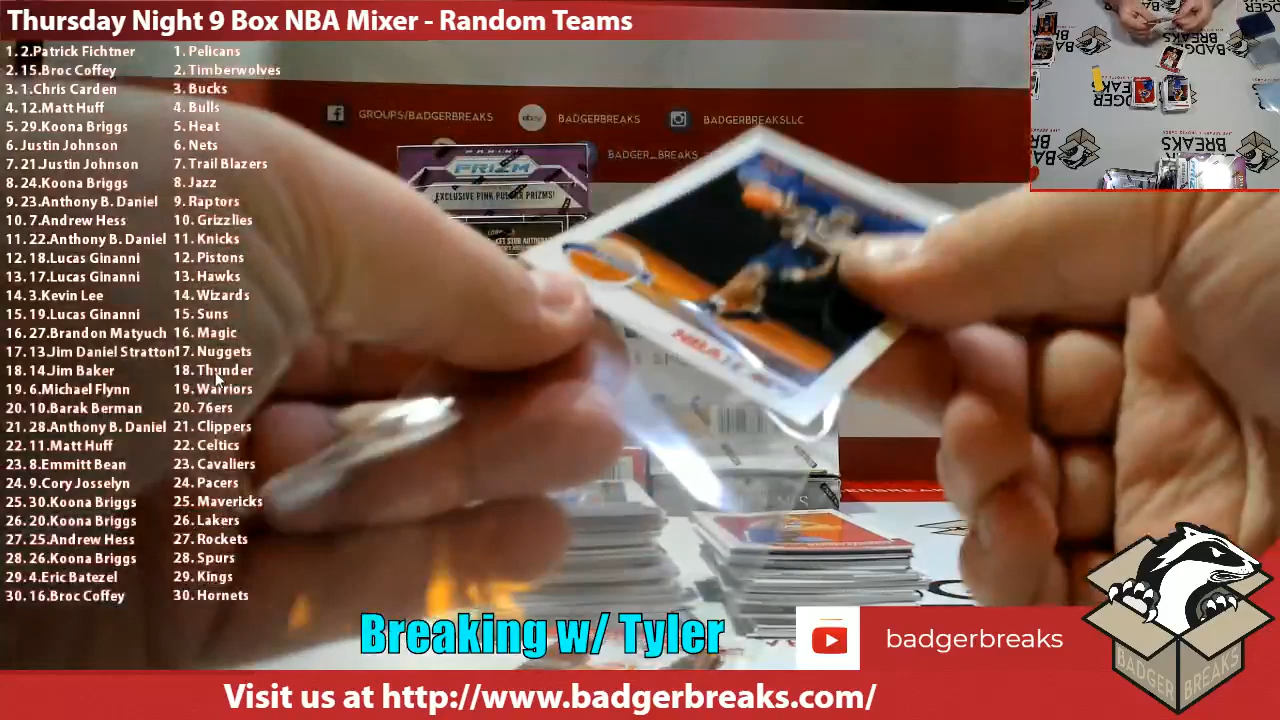 Thursday Night 9 Box NBA Mixer - Random Teams
1. 2.Patrick Fichtner 1. Pelicans
2. 15.Broc Coffey 2. Timberwolves
3. 1.Chris Carden 3. Bucks
4. 12.Matt Huff 4. Bulls
5. 29.Koona Briggs 5. Heat
6. Justin Johnson 6. Nets
7. 21.Justin Johnson 7. Trail Blazers
8. 24.Koona Briggs 8. Jazz
9. 23.Anthony B. Daniel 9. Raptors
10. 7.Andrew Hess 10. Grizzlies
11. 22.Anthony B. Daniel 11. Knicks
12. 18.Lucas Ginanni 12. Pistons
13. 17.Lucas Ginanni 13. Hawks
14. 3.Kevin Lee 14. Wizards
15. 19.Lucas Ginanni 15. Suns
16. 27.Brandon Matyuch 16. Magic
17. 13.Jim Daniel Stratton 17. Nuggets
18. 14.Jim Baker 18. Thunder
19. 6.Michael Flynn 19. Warriors
20. 10.Barak Berman 20. 76ers
21. 28.Anthony B. Daniel 21. Clippers
22. 11.Matt Huff 22. Celtics
23. 8.Emmitt Bean 23. Cavaliers
24. 9.Cory Josselyn 24. Pacers
25. 30.Koona Briggs 25. Mavericks
26. 20.Koona Briggs 26. Lakers
27. 25.Andrew Hess 27. Rockets
28. 26.Koona Briggs 28. Spurs
29. 4.Eric Batezel 29. Kings
30. 16.Broc Coffey 30. Hornets
GROUPS/BADGERBREAKS
ebay BADGERBREAKS
BADGERBREAKSLLC
BADGER_BREAKS
PANINI
PRIZM
EXCLUSIVE PINK PULSAR PRIZMS!
NBA
Breaking w/ Tyler
badgerbreaks
BADGER BREAKS
Visit us at http://www.badgerbreaks.com/